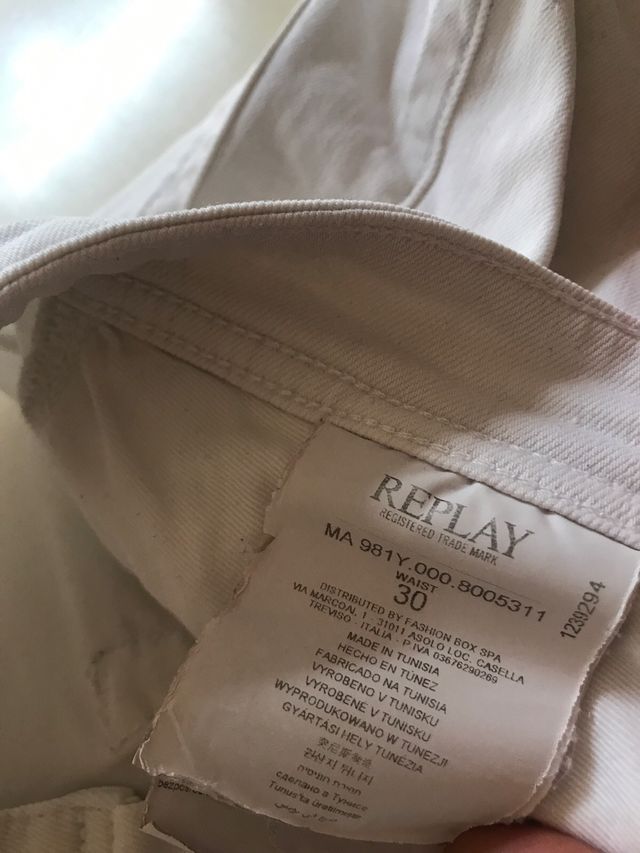 REPLAY
REGISTERED TRADE MARK
MA 981Y.000.8005311
WAIST
30
DISTRIBUTED BY FASHION BOX SPA
VIA MARCONI, 1 - 31011 ASOLO LOC. CASELLA
TREVISO - ITALIA - P.IVA 03676290269
MADE IN TUNISIA
HECHO EN TÚNEZ
FABRICADO NA TUNISIA
VYROBENO V TUNISKU
VYROBENE V TUNISKU
WYPRODUKOWANO W TUNEZJI
GYÁRTÁSI HELY TUNÉZIA
сделано в Тунисе
Tunus'ta üretilmiştir
1239294